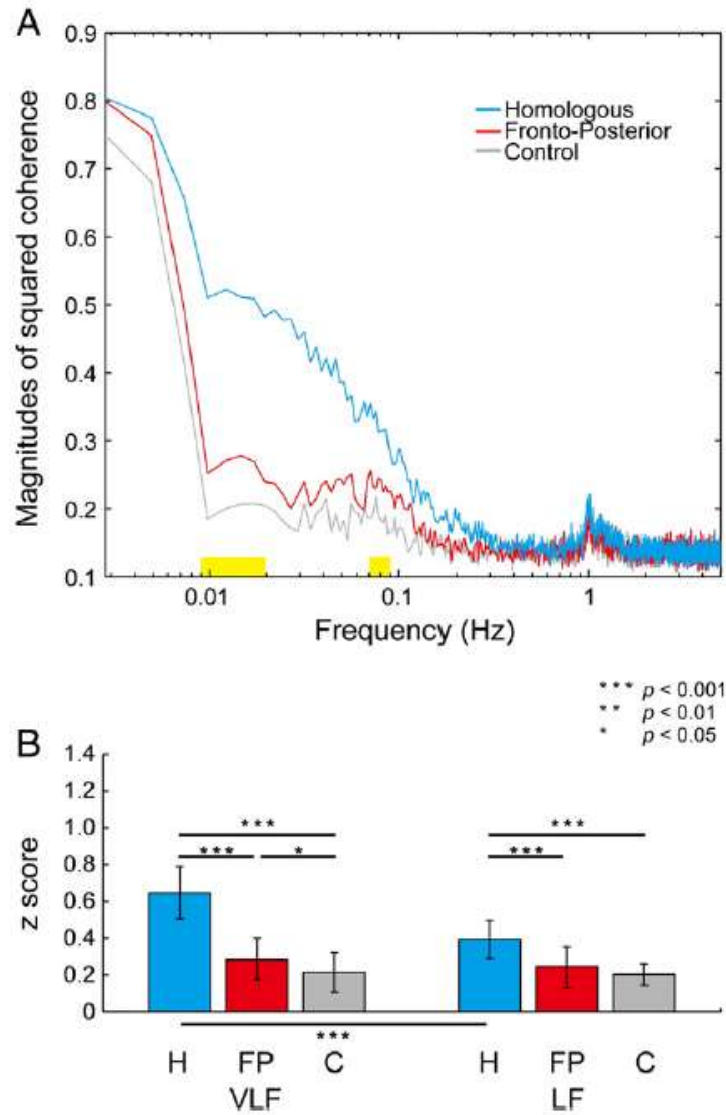 A
0.9
0.8
0.7
0.6
0.5
0.4
0.3
0.2
0.1
Magnitudes of squared coherence
Homologous
Fronto-Posterior
Control
0.01
0.1
1
Frequency (Hz)
*** p < 0.001
** p < 0.01
* p < 0.05
B
1.4
1.2
1.0
0.8
0.6
0.4
0.2
0
z score
*** ***
*** * ***
***
H FP C H FP C
VLF LF